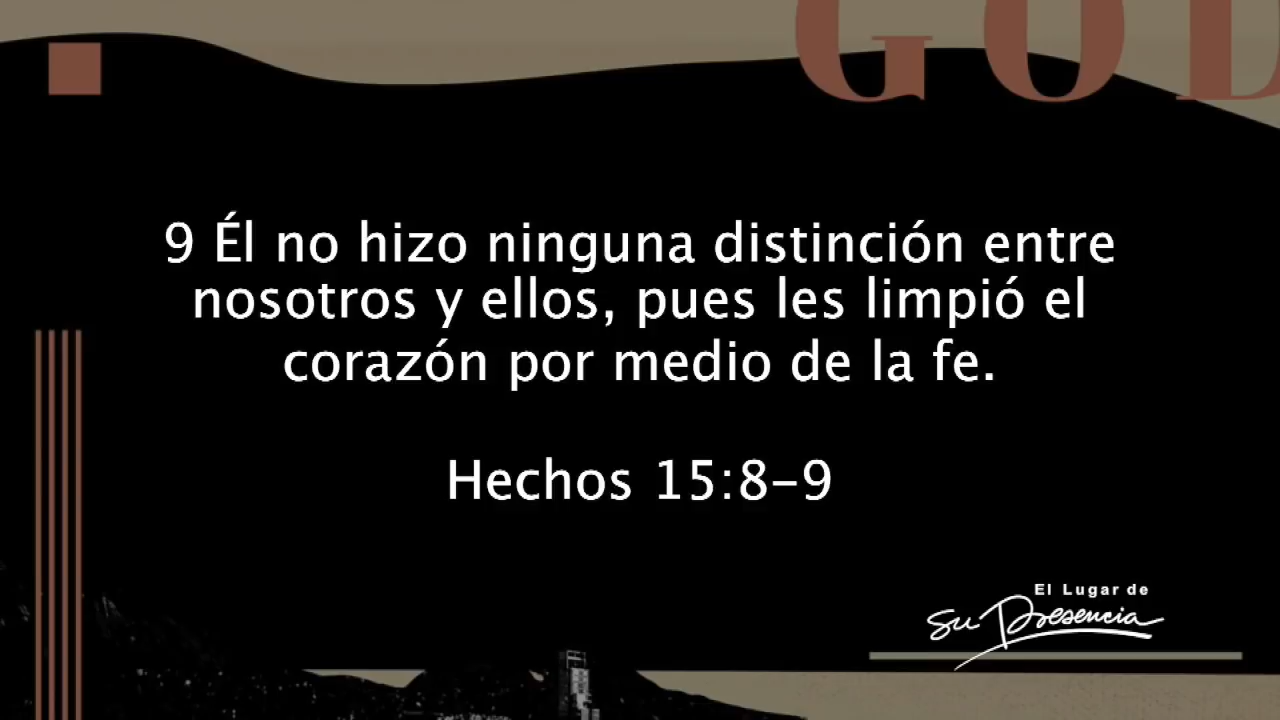 GOD
9 Él no hizo ninguna distinción entre
nosotros y ellos, pues les limpió el
corazón por medio de la fe.
Hechos 15:8-9
El Lugar de
Su Presencia